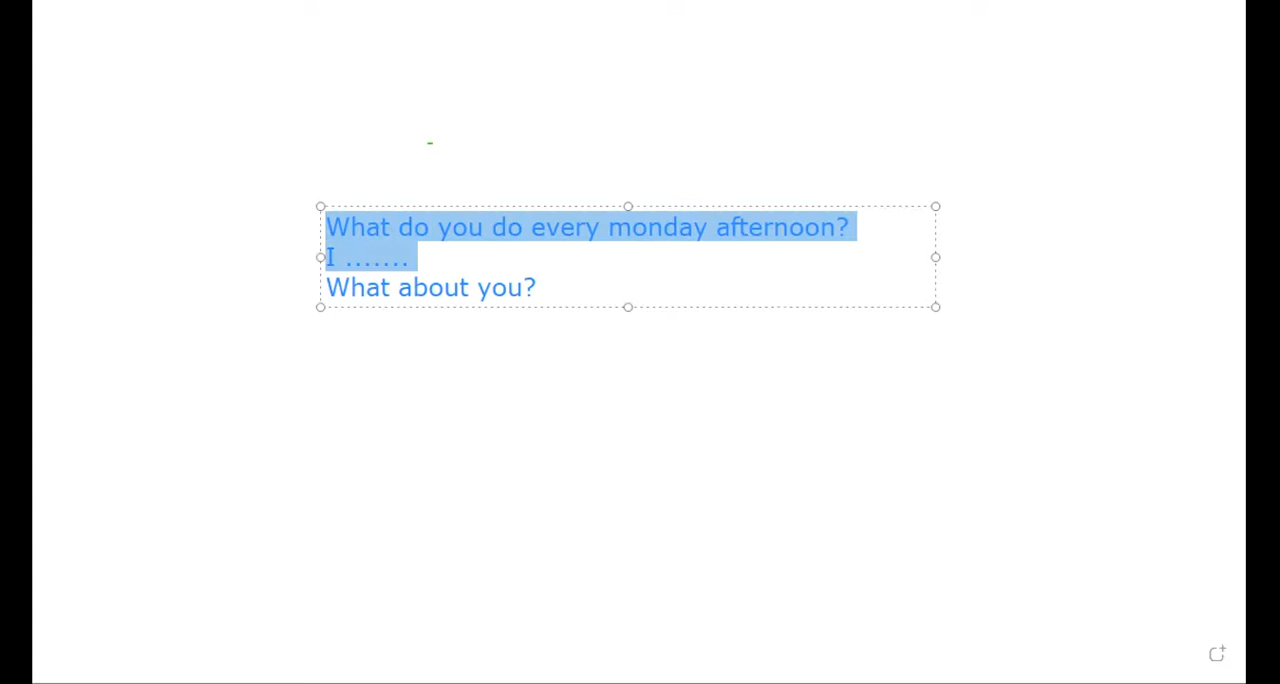 -
What do you do every monday afternoon?
I .......
What about you?